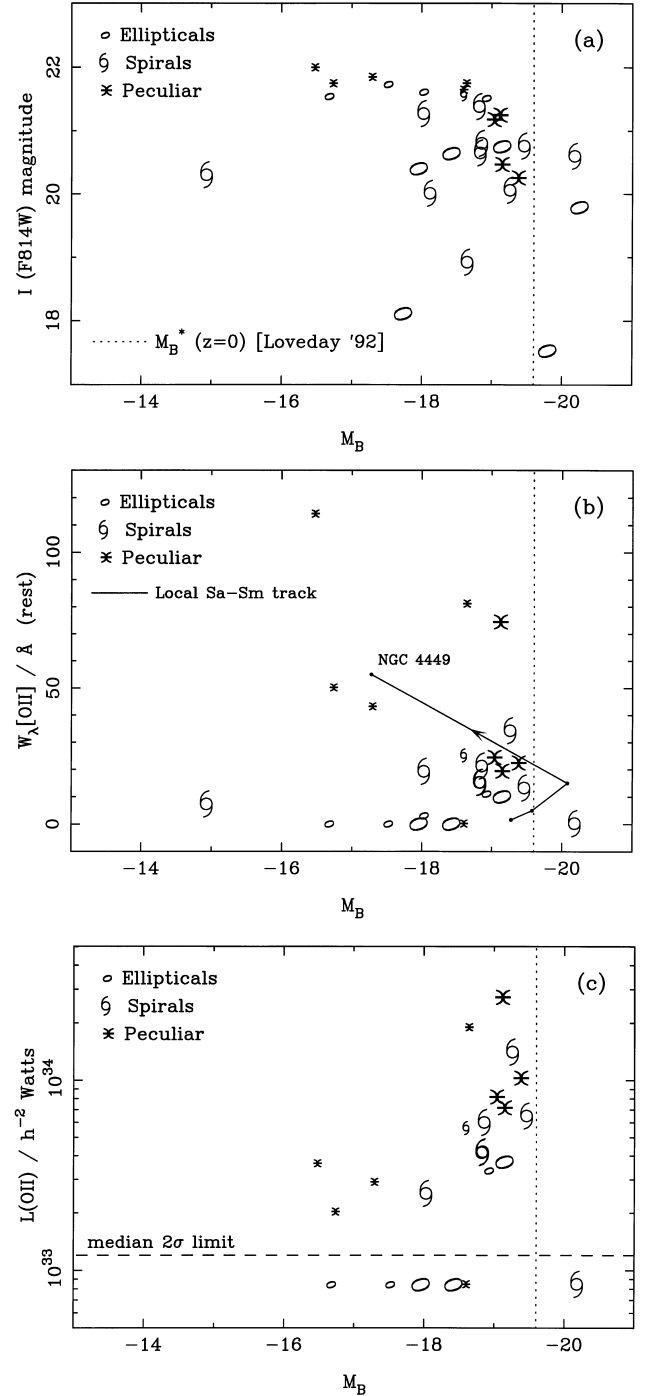 (a)
Ellipticals
Spirals
Peculiar
I (F814W) magnitude
22
20
18
M_B^* (z=0) [Loveday '92]
−14 −16 −18 −20
M_B
(b)
Ellipticals
Spirals
Peculiar
Local Sa−Sm track
NGC 4449
W_λ[OII] / Å (rest)
100
50
0
−14 −16 −18 −20
M_B
(c)
Ellipticals
Spirals
Peculiar
L(OII) / h^−2 Watts
10^34
median 2σ limit
10^33
−14 −16 −18 −20
M_B